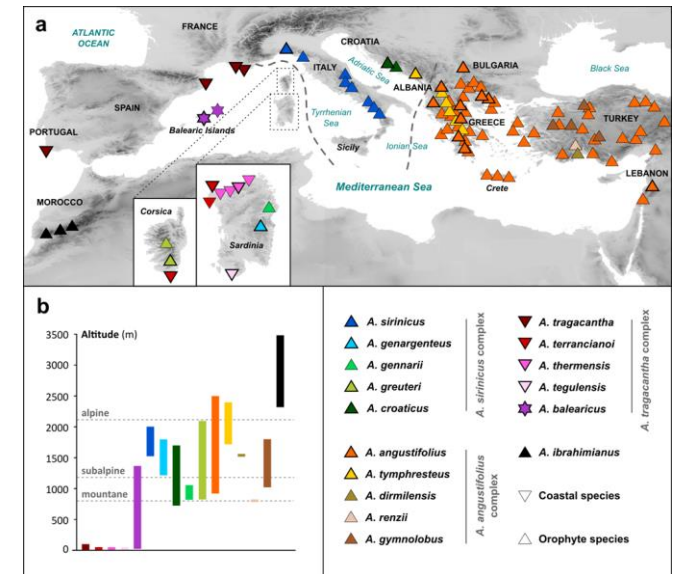 a
ATLANTIC
OCEAN
FRANCE
CROATIA
ITALY
Adriatic Sea
BULGARIA
Black Sea
ALBANIA
SPAIN
PORTUGAL
Balearic Islands
Tyrrhenian
Sea
GREECE
TURKEY
Sicily
Ionian Sea
Mediterranean Sea
Crete
LEBANON
MOROCCO
Corsica
Sardinia
b
Altitude (m)
3500
3000
2500
alpine
2000
1500
subalpine
1000
mountane
500
0
A. sirinicus
A. genargenteus
A. gennarii
A. greuteri
A. croaticus
A. sirinicus complex
A. angustifolius
A. tymphresteus
A. dirmilensis
A. renzii
A. gymnolobus
A. angustifolius
complex
A. tragacantha
A. terrancianoi
A. thermensis
A. tegulensis
A. balearicus
A. tragacantha complex
A. ibrahimianus
Coastal species
Orophyte species